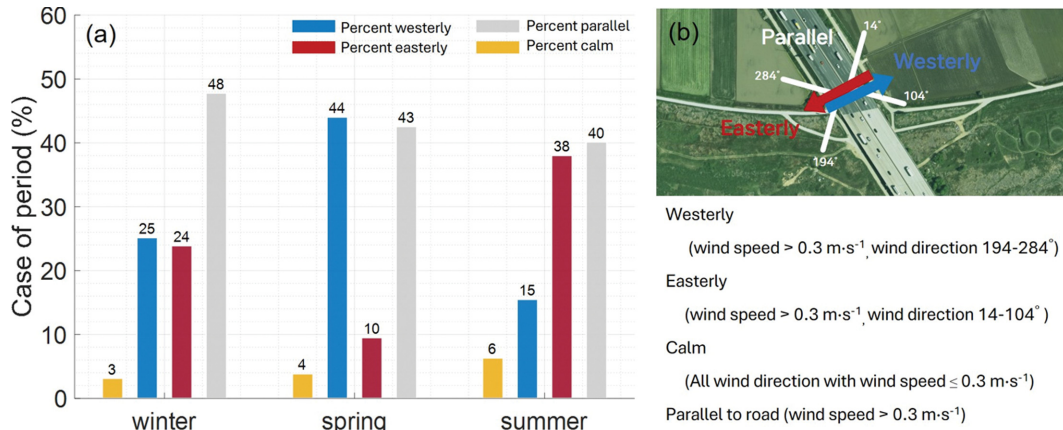 (a)
Percent westerly
Percent parallel
Percent easterly
Percent calm
Case of period (%)
60
50
40
30
20
10
0
3
25
24
48
4
44
10
43
6
15
38
40
winter
spring
summer
(b)
Parallel
14°
Westerly
284°
104°
Easterly
194°
Westerly
(wind speed > 0.3 m·s⁻¹, wind direction 194-284°)
Easterly
(wind speed > 0.3 m·s⁻¹, wind direction 14-104°)
Calm
(All wind direction with wind speed ≤ 0.3 m·s⁻¹)
Parallel to road (wind speed > 0.3 m·s⁻¹)